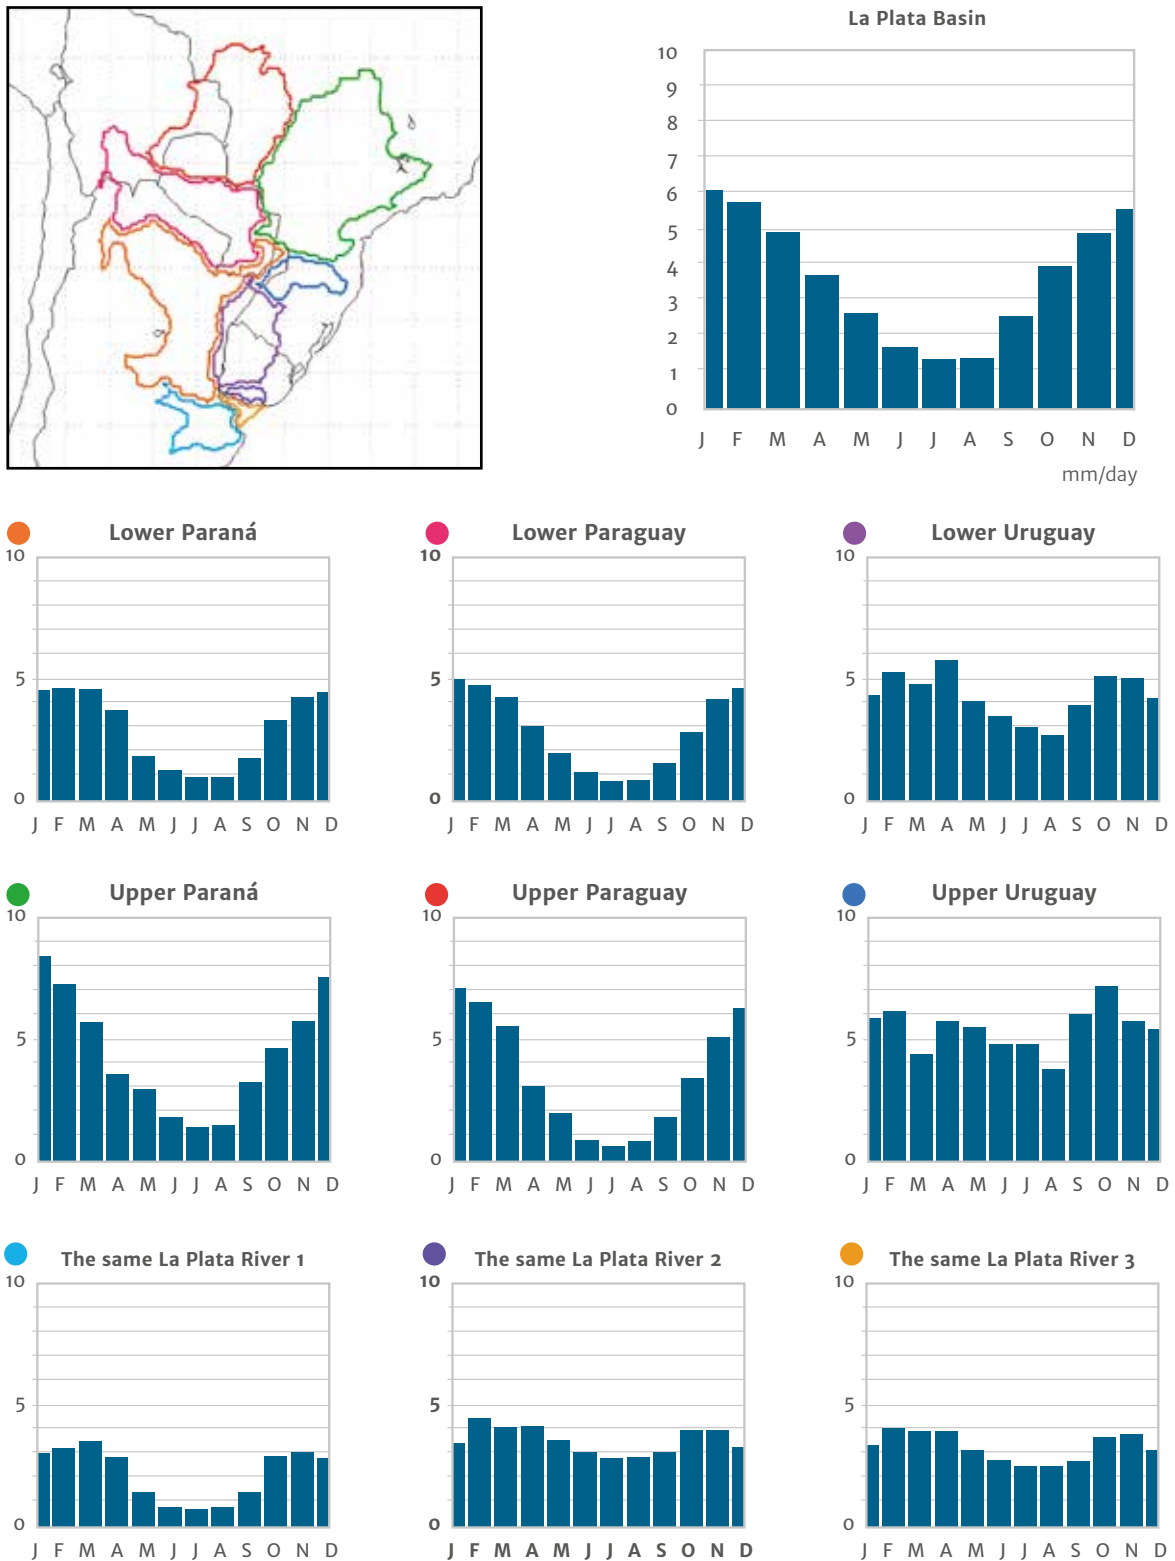 La Plata Basin
10
9
8
7
6
5
4
3
2
1
0
J F M A M J J A S O N D
mm/day
Lower Paraná
10
5
0
J F M A M J J A S O N D
Lower Paraguay
10
5
0
J F M A M J J A S O N D
Lower Uruguay
10
5
0
J F M A M J J A S O N D
Upper Paraná
10
5
0
J F M A M J J A S O N D
Upper Paraguay
10
5
0
J F M A M J J A S O N D
Upper Uruguay
10
5
0
J F M A M J J A S O N D
The same La Plata River 1
10
5
0
J F M A M J J A S O N D
The same La Plata River 2
10
5
0
J F M A M J J A S O N D
The same La Plata River 3
10
5
0
J F M A M J J A S O N D